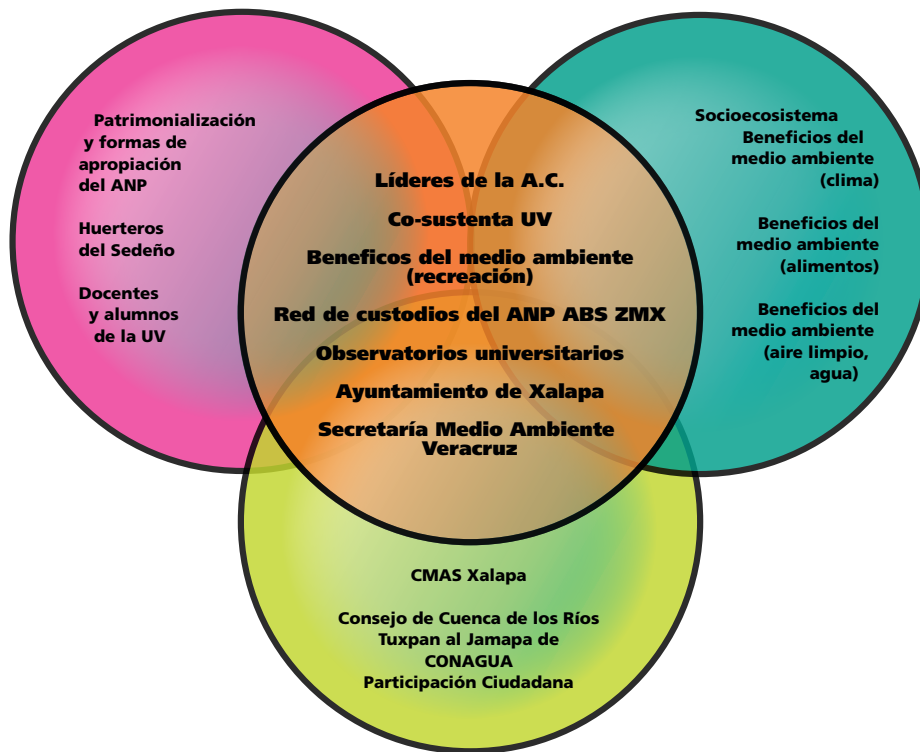 Patrimonialización
y formas de
apropiación
del ANP
Huerteros
del Sedeño
Docentes
y alumnos
de la UV
Líderes de la A.C.
Co-sustenta UV
Beneficos del medio ambiente
(recreación)
Red de custodios del ANP ABS ZMX
Observatorios universitarios
Ayuntamiento de Xalapa
Secretaría Medio Ambiente
Veracruz
Socioecosistema
Beneficios del
medio ambiente
(clima)
Beneficios del
medio ambiente
(alimentos)
Beneficios del
medio ambiente
(aire limpio,
agua)
CMAS Xalapa
Consejo de Cuenca de los Ríos
Tuxpan al Jamapa de
CONAGUA
Participación Ciudadana